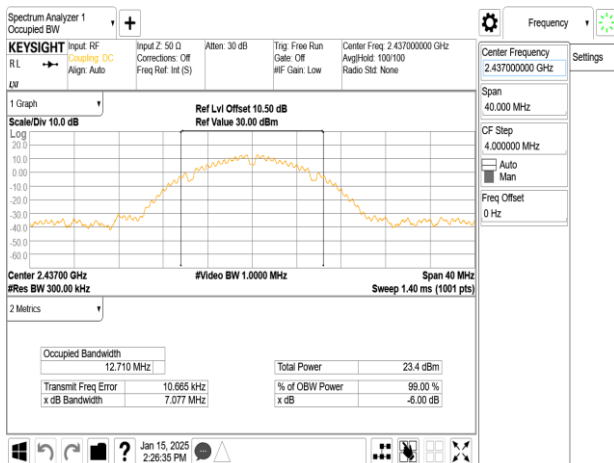 Spectrum Analyzer 1
Occupied BW
+
Frequency
KEYSIGHT
RL
LXI
Input: RF
Coupling: DC
Align: Auto
Input Z: 50 Ω
Corrections: Off
Freq Ref: Int (S)
Atten: 30 dB
Trig: Free Run
Gate: Off
#IF Gain: Low
Center Freq: 2.437000000 GHz
Avg|Hold: 100/100
Radio Std: None
Center Frequency
2.437000000 GHz
Settings
Span
40.000 MHz
CF Step
4.000000 MHz
Auto
Man
Freq Offset
0 Hz
1 Graph
Scale/Div 10.0 dB
Ref Lvl Offset 10.50 dB
Ref Value 30.00 dBm
Log
20.0
10.0
0.00
-10.0
-20.0
-30.0
-40.0
-50.0
-60.0
Center 2.43700 GHz
#Res BW 300.00 kHz
#Video BW 1.0000 MHz
Span 40 MHz
Sweep 1.40 ms (1001 pts)
2 Metrics
Occupied Bandwidth
12.710 MHz
Total Power 23.4 dBm
Transmit Freq Error 10.665 kHz
% of OBW Power 99.00 %
x dB Bandwidth 7.077 MHz
x dB -6.00 dB
?
Jan 15, 2025
2:26:35 PM